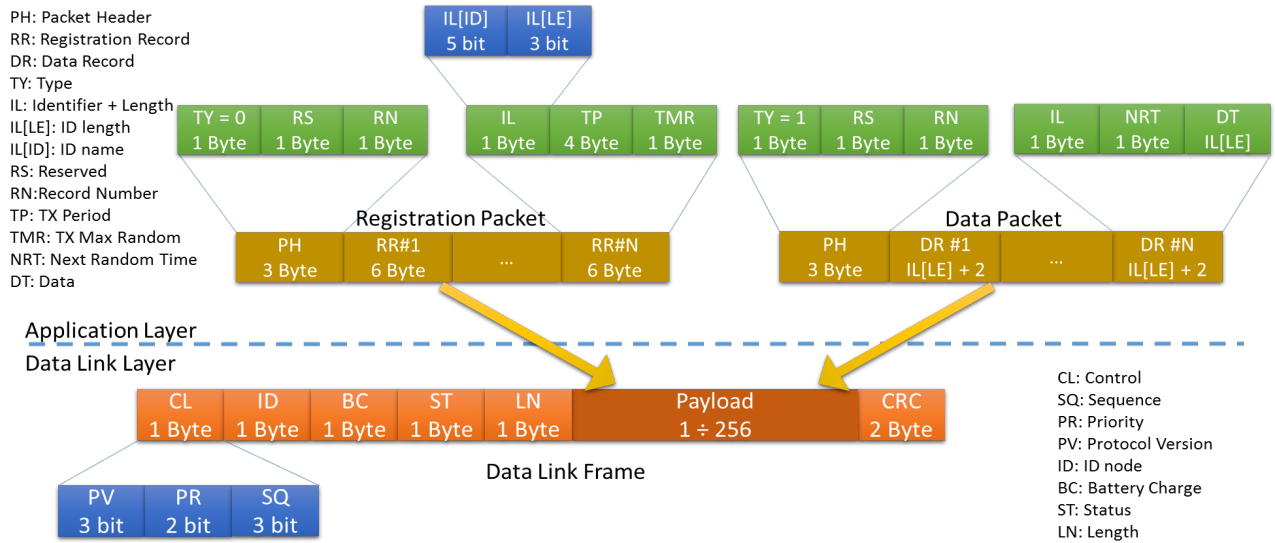 PH: Packet Header
RR: Registration Record
DR: Data Record
TY: Type
IL: Identifier + Length
IL[LE]: ID length
IL[ID]: ID name
RS: Reserved
RN:Record Number
TP: TX Period
TMR: TX Max Random
NRT: Next Random Time
DT: Data
IL[ID] IL[LE]
5 bit 3 bit
TY = 0 RS RN
1 Byte 1 Byte 1 Byte
IL TP TMR
1 Byte 4 Byte 1 Byte
TY = 1 RS RN
1 Byte 1 Byte 1 Byte
IL NRT DT
1 Byte 1 Byte IL[LE]
Registration Packet
PH RR#1 ... RR#N
3 Byte 6 Byte 6 Byte
Data Packet
PH DR #1 ... DR #N
3 Byte IL[LE] + 2 IL[LE] + 2
Application Layer
Data Link Layer
CL ID BC ST LN Payload CRC
1 Byte 1 Byte 1 Byte 1 Byte 1 Byte 1 ÷ 256 2 Byte
Data Link Frame
PV PR SQ
3 bit 2 bit 3 bit
CL: Control
SQ: Sequence
PR: Priority
PV: Protocol Version
ID: ID node
BC: Battery Charge
ST: Status
LN: Length